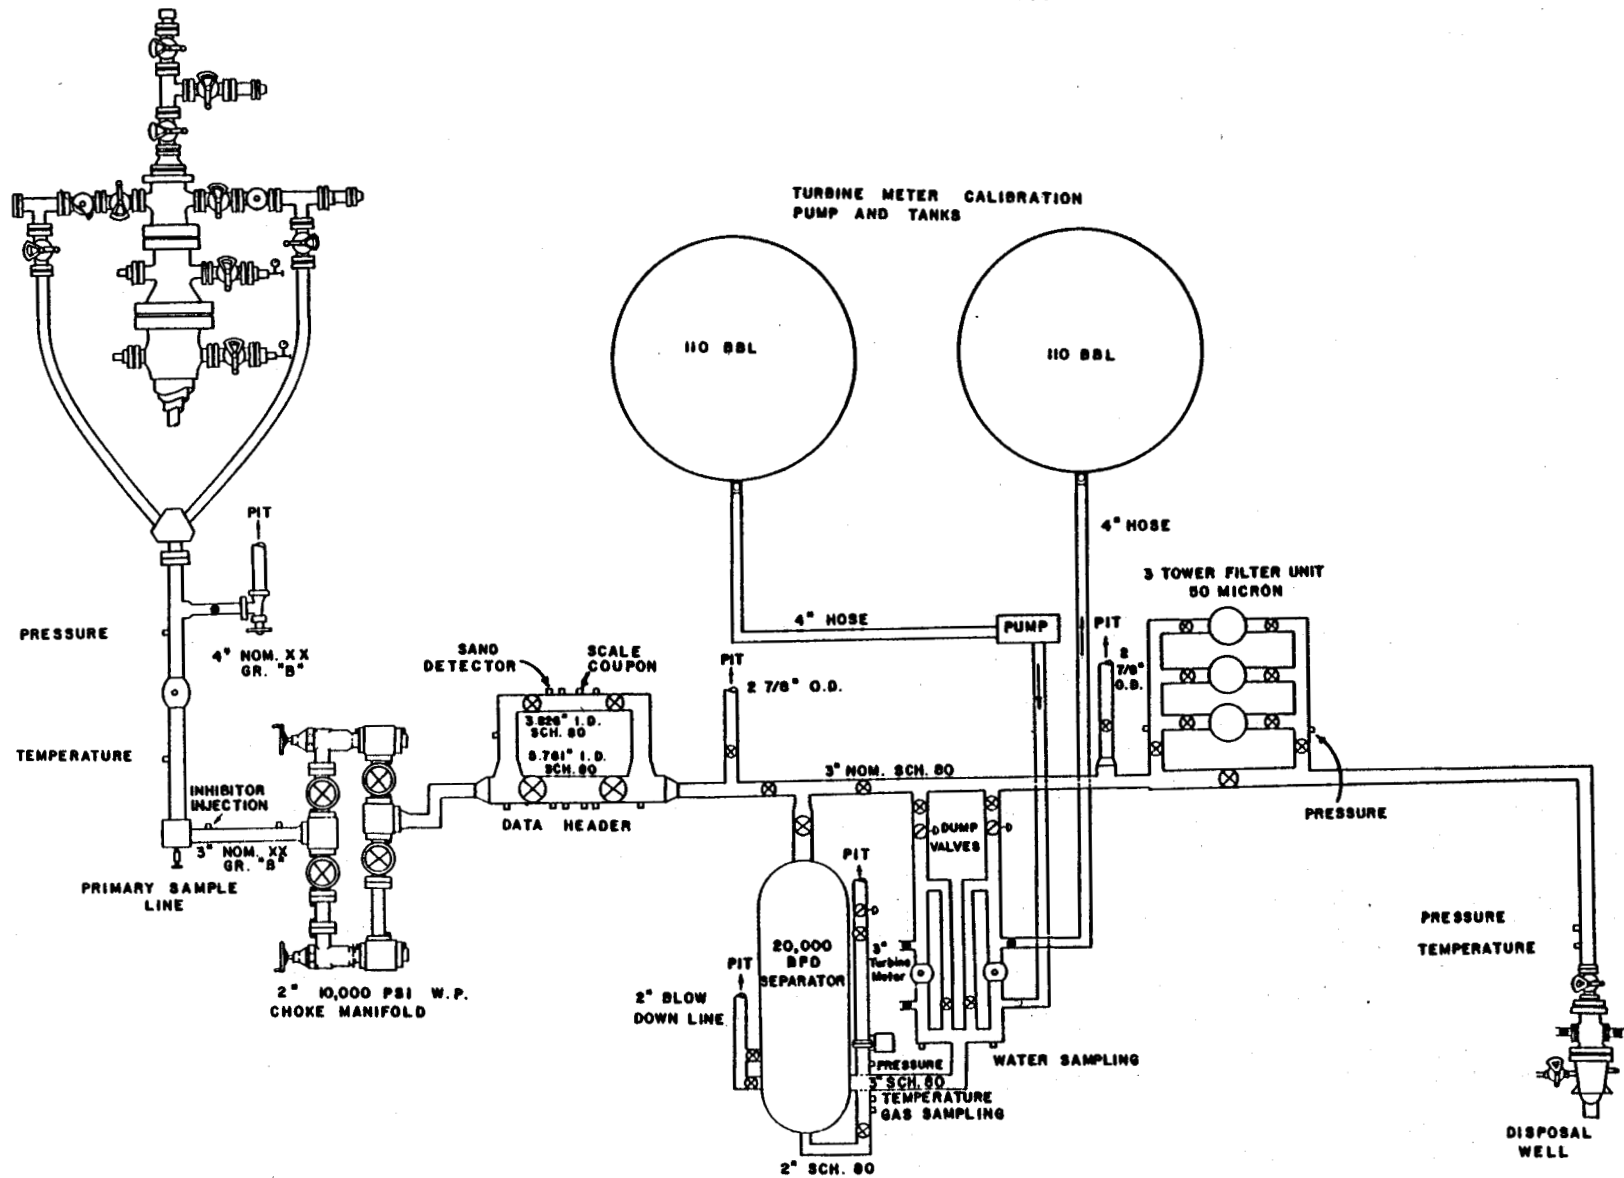 TURBINE METER CALIBRATION
PUMP AND TANKS
110 BBL
110 BBL
PIT
4" HOSE
3 TOWER FILTER UNIT
50 MICRON
4" HOSE
PUMP
PIT
2
7/8"
O.D.
PRESSURE
4" NOM. XX
GR. "B"
SAND
DETECTOR
SCALE
COUPON
PIT
2 7/8" O.D.
3.826" I.D.
SCH. 80
5.761" I.D.
SCH. 80
TEMPERATURE
INHIBITOR
INJECTION
3" NOM. SCH. 80
PRESSURE
3" NOM. XX
GR. "B"
DATA HEADER
DUMP
VALVES
PRIMARY SAMPLE
LINE
PIT
20,000
BPD
SEPARATOR
3"
Turbine
Meter
PRESSURE
TEMPERATURE
2" 10,000 PSI W.P.
CHOKE MANIFOLD
PIT
2" BLOW
DOWN LINE
PRESSURE
3" SCH. 80
TEMPERATURE
GAS SAMPLING
WATER SAMPLING
2" SCH. 80
DISPOSAL
WELL